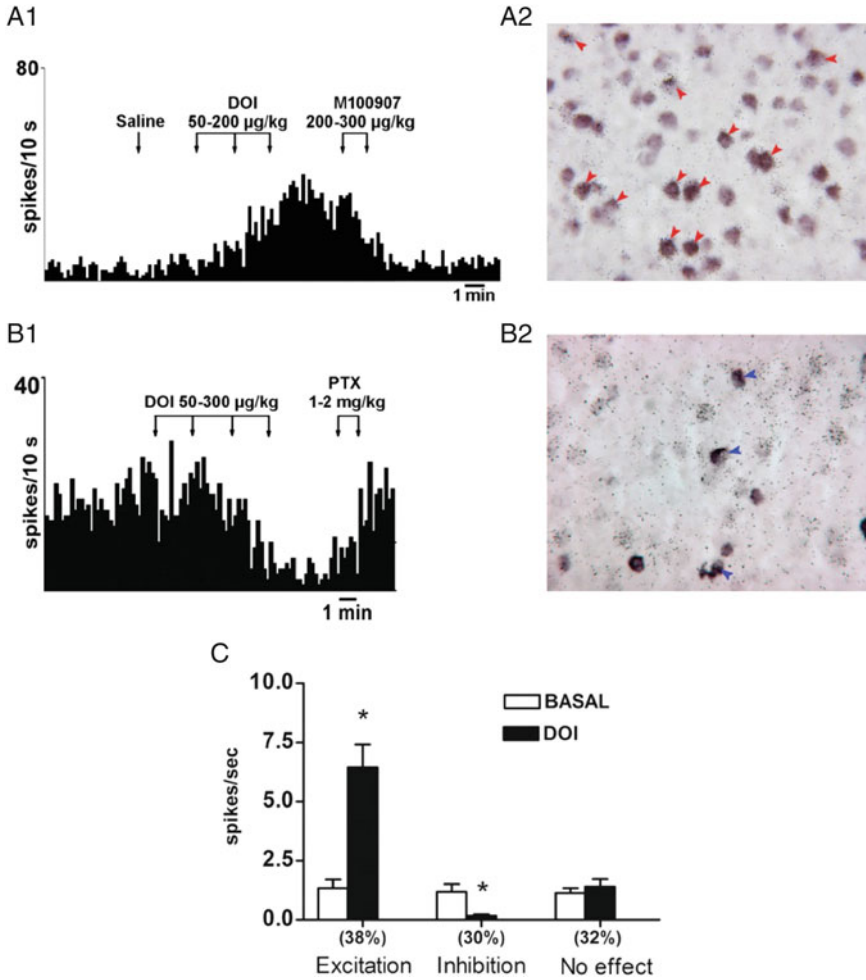 A1
A2
80
spikes/10 s
Saline
DOI
50-200 µg/kg
M100907
200-300 µg/kg
1 min
B1
B2
40
spikes/10 s
DOI 50-300 µg/kg
PTX
1-2 mg/kg
1 min
C
10.0
7.5
5.0
2.5
0.0
spikes/sec
*
*
BASAL
DOI
(38%)
(30%)
(32%)
Excitation
Inhibition
No effect